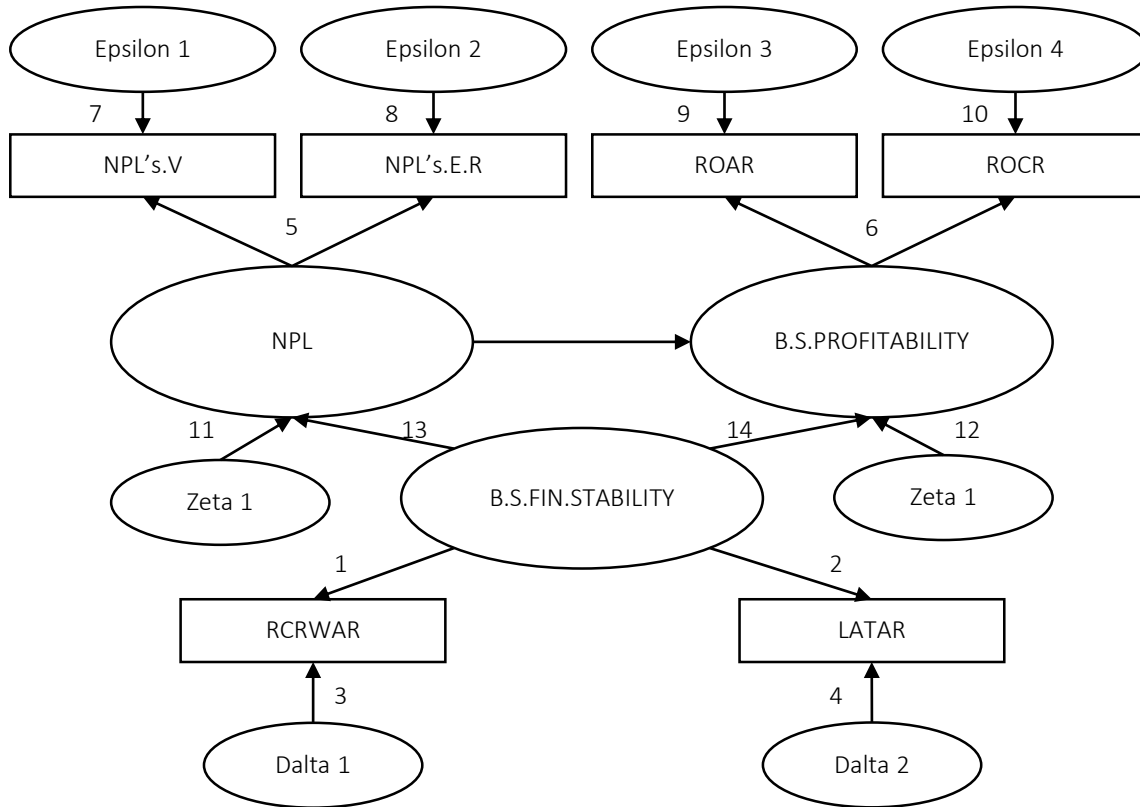 Epsilon 1
Epsilon 2
Epsilon 3
Epsilon 4
7
8
9
10
NPL's.V
NPL's.E.R
ROAR
ROCR
5
6
NPL
B.S.PROFITABILITY
11
13
14
12
Zeta 1
B.S.FIN.STABILITY
Zeta 1
1
2
RCRWAR
LATAR
3
4
Dalta 1
Dalta 2